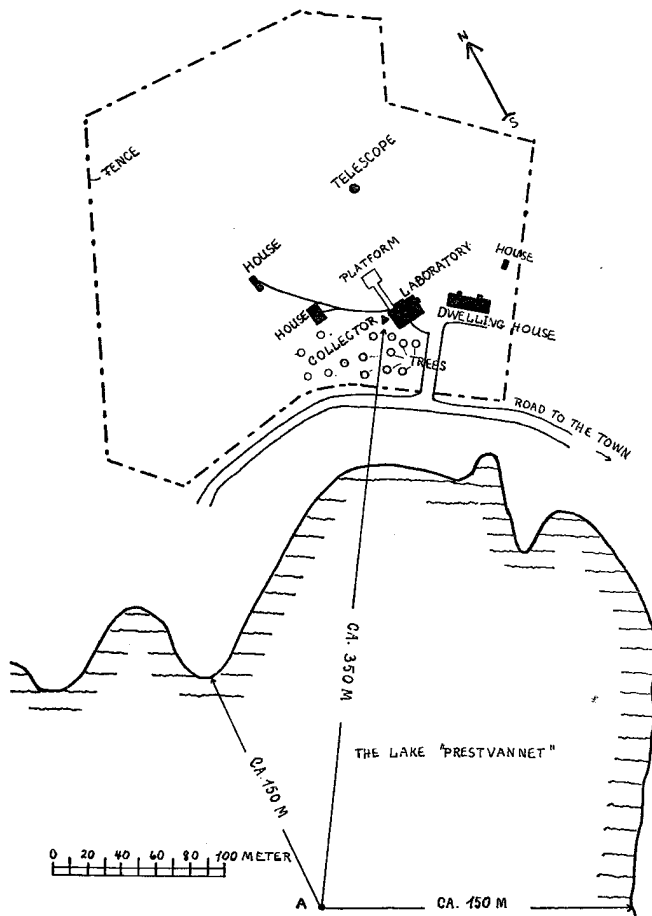 N
S
FENCE
TELESCOPE
HOUSE
PLATFORM
LABORATORY
HOUSE
HOUSE
COLLECTOR
DWELLING HOUSE
TREES
ROAD TO THE TOWN
CA. 350 M
THE LAKE "PRESTVANNET"
CA. 150 M
0 20 40 60 80 100 METER
A
CA. 150 M